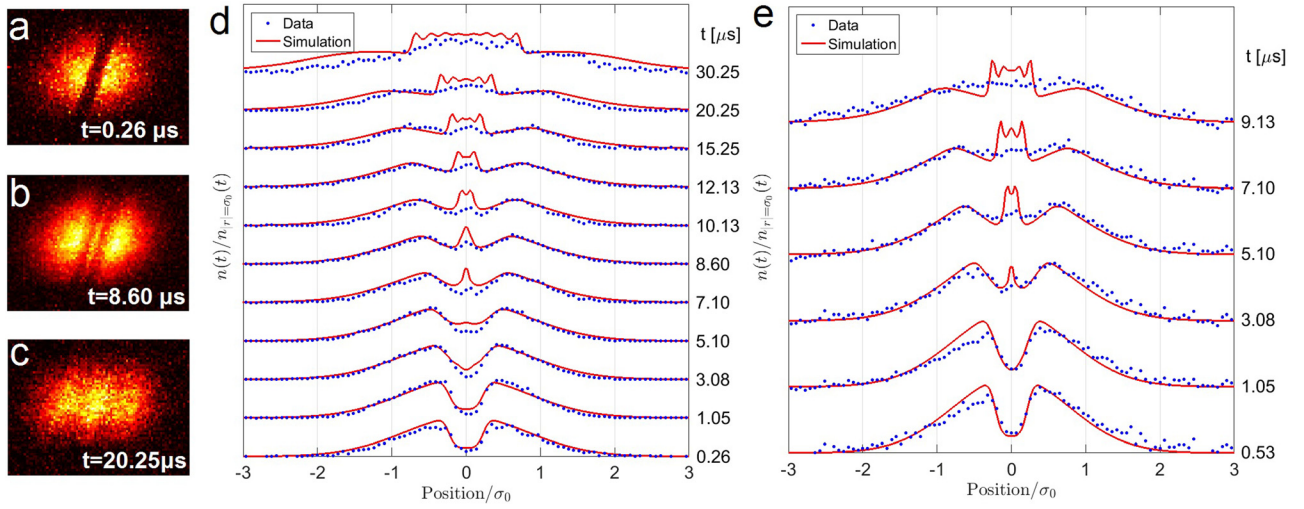 a
t=0.26 μs
b
t=8.60 μs
c
t=20.25μs
d
Data
Simulation
t [μs]
30.25
20.25
15.25
12.13
10.13
8.60
7.10
5.10
3.08
1.05
0.26
n(t)/n|r|=σ0(t)
-3 -2 -1 0 1 2 3
Position/σ0
e
Data
Simulation
t [μs]
9.13
7.10
5.10
3.08
1.05
0.53
n(t)/n|r|=σ0(t)
-3 -2 -1 0 1 2 3
Position/σ0